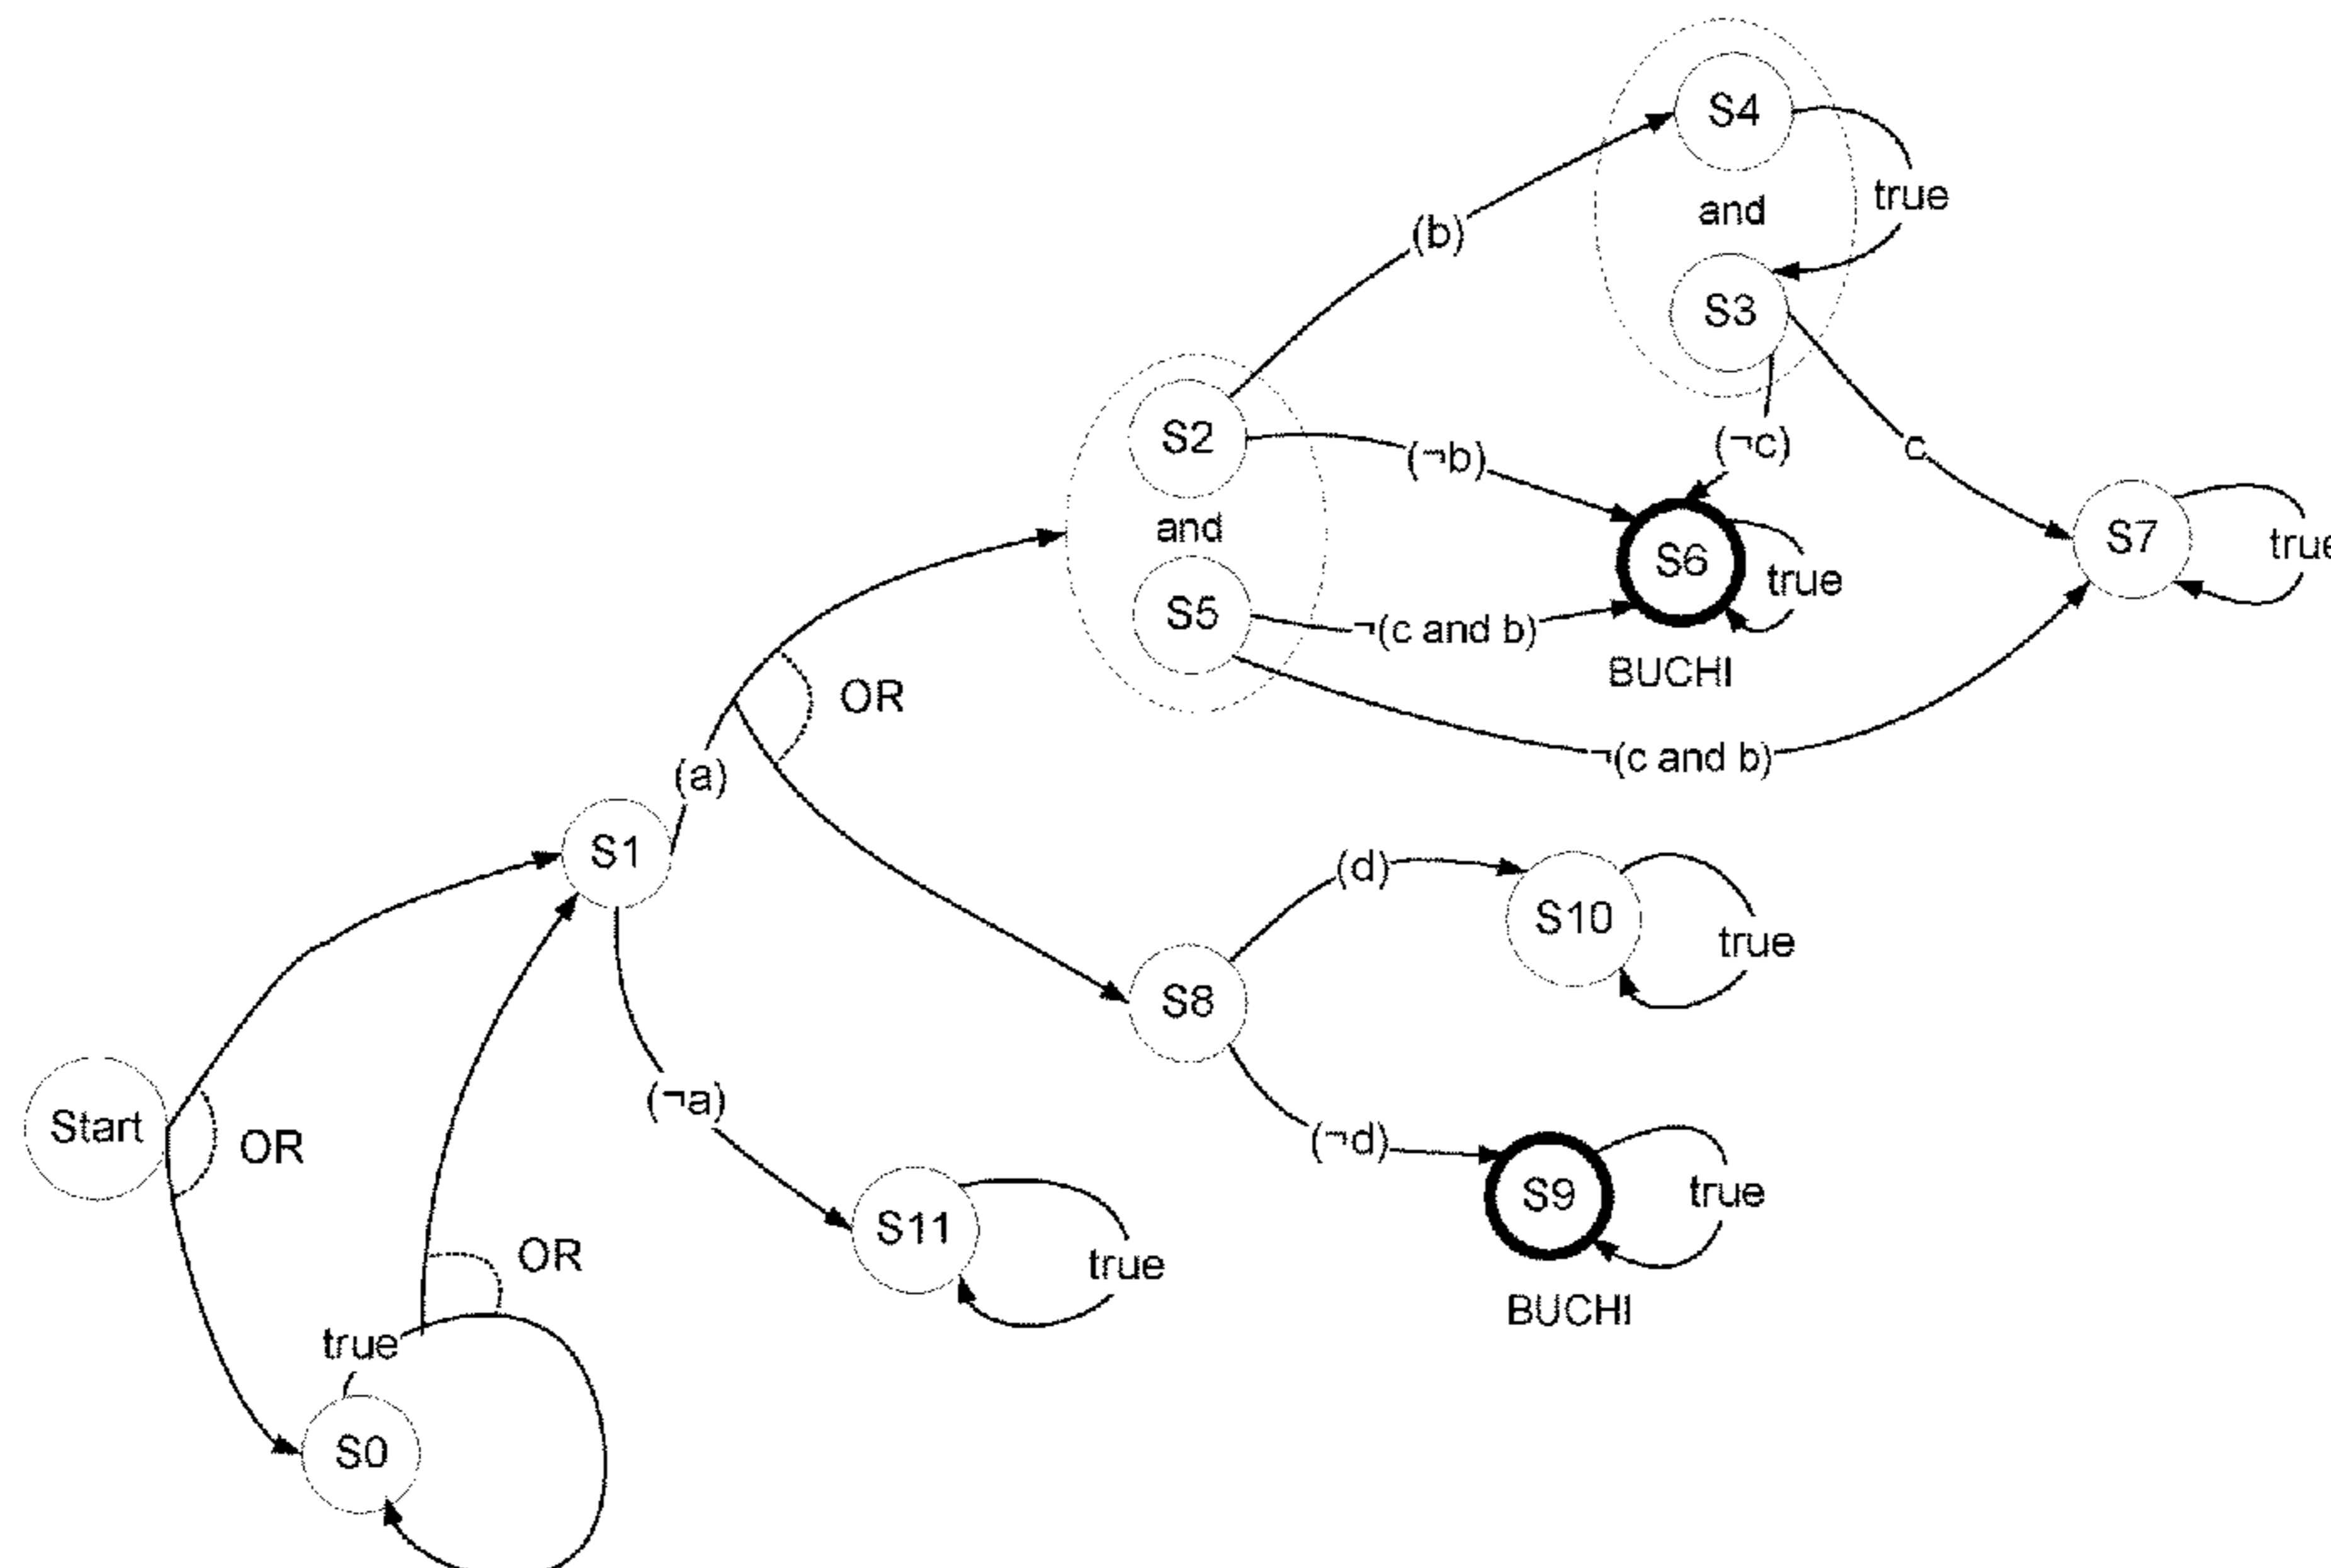 S4
true
and
(b)
S3
S2
(¬b)
(¬c)
c
and
S6
true
S7
true
S5
¬(c and b)
BUCHI
OR
¬(c and b)
(a)
S1
(d)
S10
true
S8
Start
OR
(¬a)
(¬d)
S9
true
S11
true
BUCHI
OR
true
S0